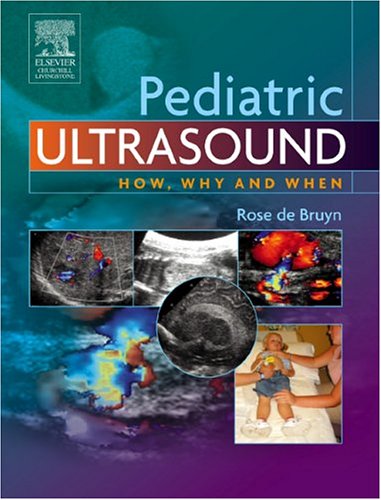 ELSEVIER
CHURCHILL
LIVINGSTONE
Pediatric
ULTRASOUND
HOW, WHY AND WHEN
Rose de Bruyn